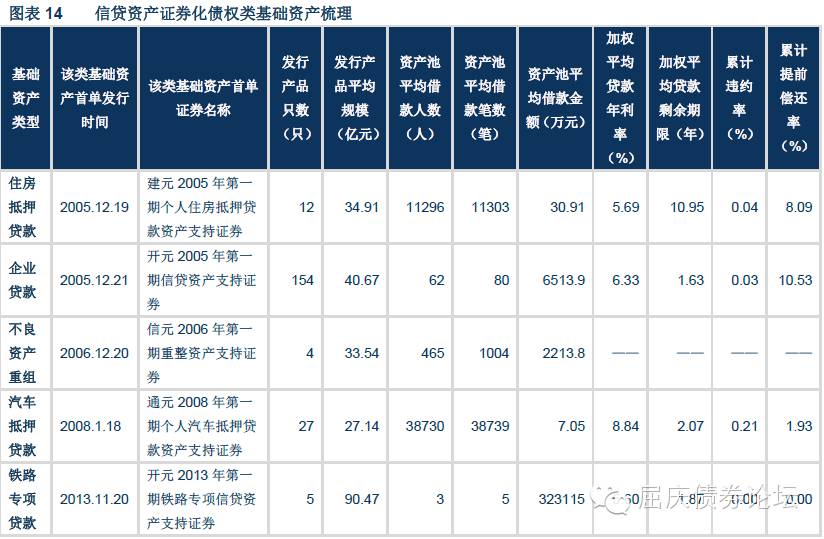 图表 14 信贷资产证券化债权类基础资产梳理
基础资产类型 该类基础资产首单发行时间 该类基础资产首单证券名称 发行产品只数（只） 发行产品平均规模（亿元） 资产池平均借款人数（人） 资产池平均借款笔数（笔） 资产池平均借款金额（万元） 加权平均贷款年利率（%） 加权平均贷款剩余期限（年） 累计违约率（%） 累计提前偿还率（%）
住房抵押贷款 2005.12.19 建元 2005 年第一期个人住房抵押贷款资产支持证券 12 34.91 11296 11303 30.91 5.69 10.95 0.04 8.09
企业贷款 2005.12.21 开元 2005 年第一期信贷资产支持证券 154 40.67 62 80 6513.9 6.33 1.63 0.03 10.53
不良资产重组 2006.12.20 信元 2006 年第一期重整资产支持证券 4 33.54 465 1004 2213.8 —— —— —— ——
汽车抵押贷款 2008.1.18 通元 2008 年第一期个人汽车抵押贷款资产支持证券 27 27.14 38730 38739 7.05 8.84 2.07 0.21 1.93
铁路专项贷款 2013.11.20 开元 2013 年第一期铁路专项信贷资产支持证券 5 90.47 3 5 323115 1.87 0.00 0.00
屈庆债券论坛